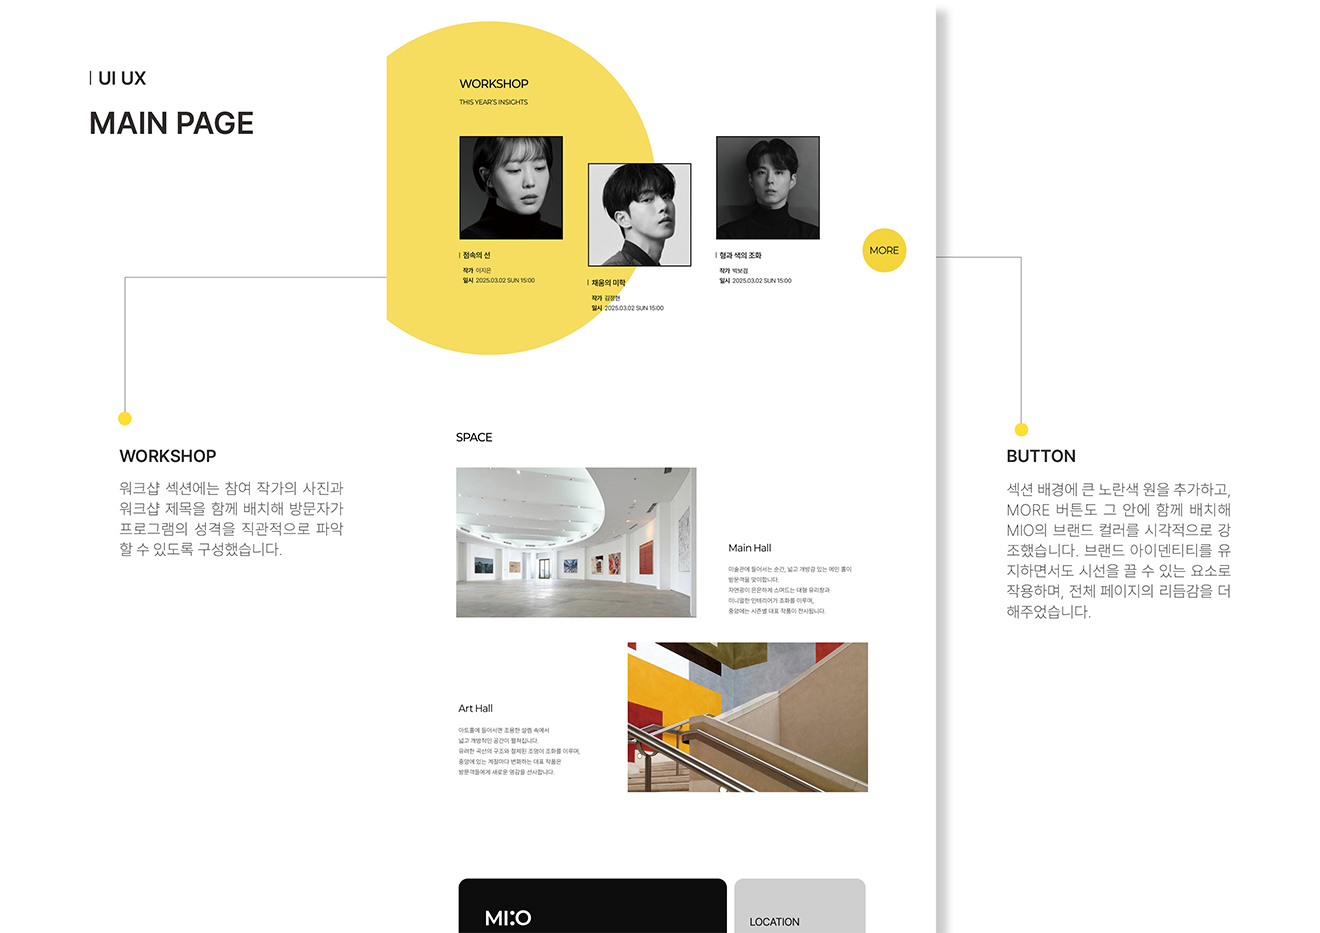 | UI UX
MAIN PAGE
WORKSHOP
THIS YEAR'S INSIGHTS
| 점속의 선
작가 이지은
일시 2025.03.02 SUN 15:00
| 채움의 미학
작가 김정현
일시 2025.03.02 SUN 15:00
| 형과 색의 조화
작가 박보검
일시 2025.03.02 SUN 15:00
MORE
WORKSHOP
워크샵 섹션에는 참여 작가의 사진과
워크샵 제목을 함께 배치해 방문자가
프로그램의 성격을 직관적으로 파악
할 수 있도록 구성했습니다.
BUTTON
섹션 배경에 큰 노란색 원을 추가하고,
MORE 버튼도 그 안에 함께 배치해
MIO의 브랜드 컬러를 시각적으로 강
조했습니다. 브랜드 아이덴티티를 유
지하면서도 시선을 끌 수 있는 요소로
작용하며, 전체 페이지의 리듬감을 더
해주었습니다.
SPACE
Main Hall
미술관에 들어서는 순간, 넓고 개방감 있는 메인 홀이
방문객을 맞이합니다.
자연광이 은은하게 스며드는 대형 유리창과
미니멀한 인테리어가 조화를 이루며,
중앙에는 시즌별 대표 작품이 전시됩니다.
Art Hall
아트홀에 들어서면 조용한 설렘 속에서
넓고 개방적인 공간이 펼쳐집니다.
유려한 곡선의 구조와 절제된 조명이 조화를 이루며,
중앙에 있는 계절마다 변화하는 대표 작품은
방문객들에게 새로운 영감을 선사합니다.
MI:O
LOCATION